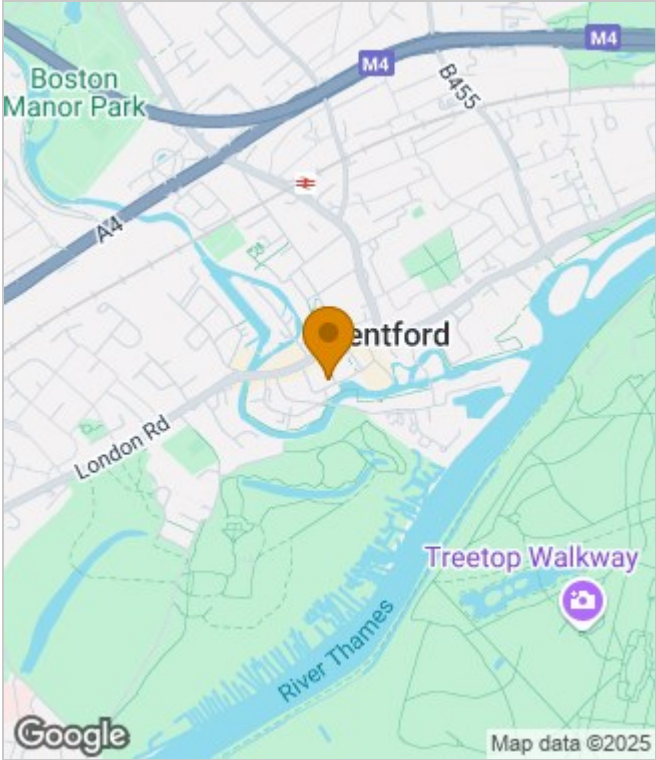 M4
M4
B455
Boston
Manor Park
A4
entford
London Rd
Treetop Walkway
River Thames
Google
Map data ©2025